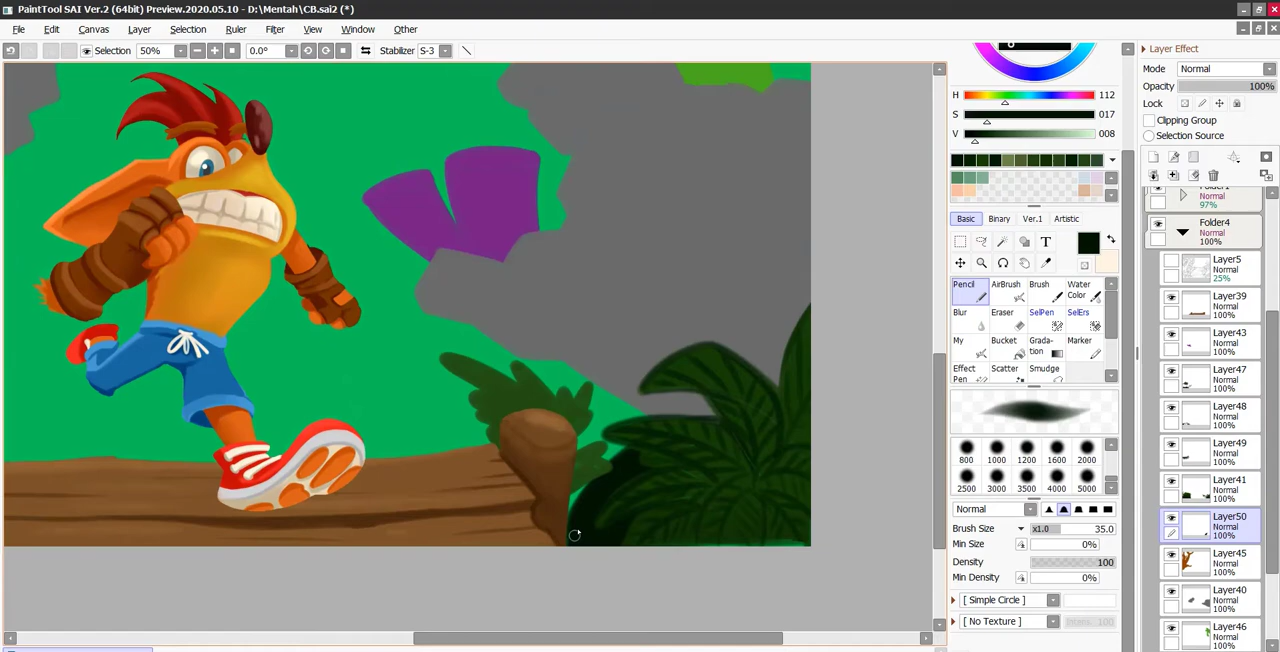 PaintTool SAI Ver.2 (64bit) Preview.2020.05.10 - D:\Mentah\CB.sai2 (*)
File Edit Canvas Layer Selection Ruler Filter View Window Other
Selection 50% 0.0° Stabilizer S-3
H 112
S 017
V 008
Basic Binary Ver.1 Artistic
T
Pencil AirBrush Brush Water Color
Blur Eraser SelPen SelErs
My Bucket Grada-tion Marker
Effect Pen Scatter Smudge
800 1000 1200 1600 2000
2500 3000 3500 4000 5000
Normal
Brush Size x1.0 35.0
Min Size 0%
Density 100
Min Density 0%
[ Simple Circle ]
[ No Texture ] Intens. 100
Layer Effect
Mode Normal
Opacity 100%
Lock
Clipping Group
Selection Source
Folder1
Normal
97%
Folder4
Normal
100%
Layer5
Normal
25%
Layer39
Normal
100%
Layer43
Normal
100%
Layer47
Normal
100%
Layer48
Normal
100%
Layer49
Normal
100%
Layer41
Normal
100%
Layer50
Normal
100%
Layer45
Normal
100%
Layer40
Normal
100%
Layer46
Normal
100%